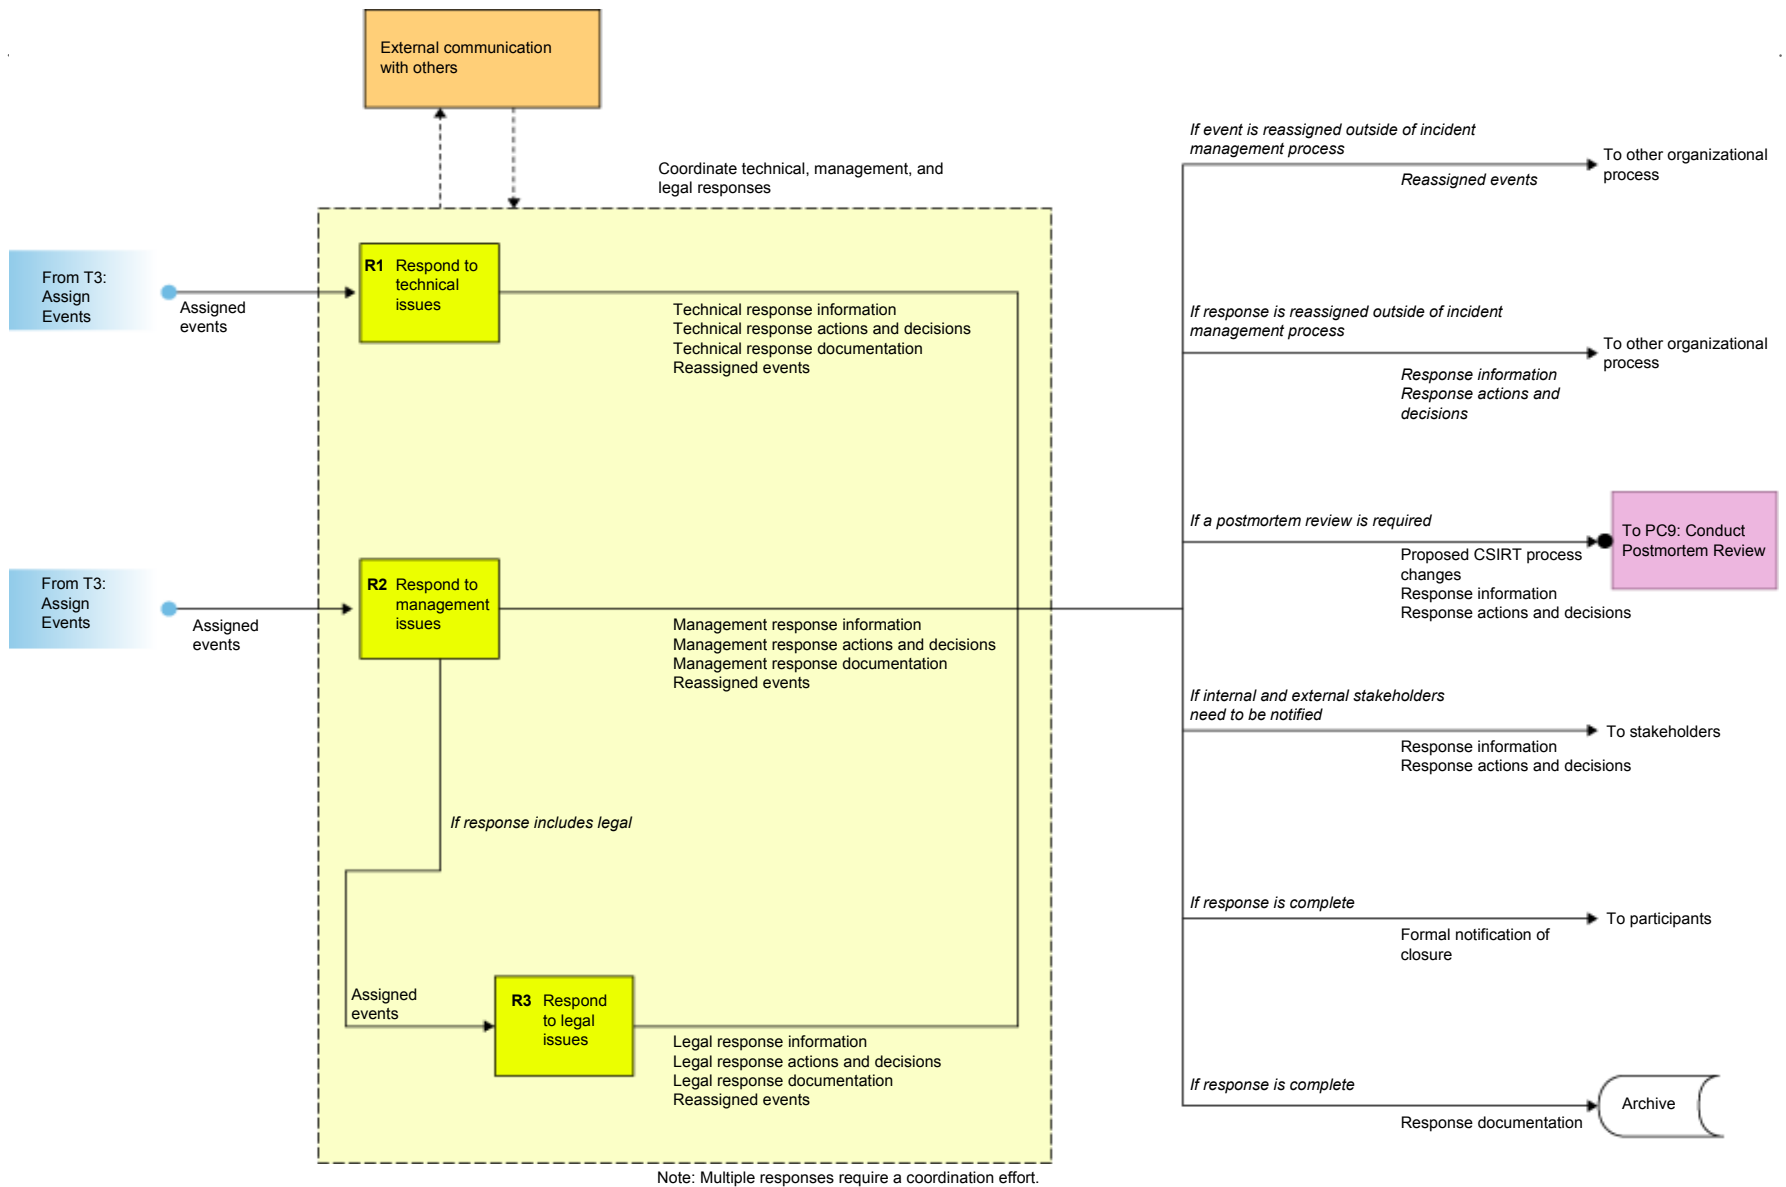 External communication
with others
Coordinate technical, management, and
legal responses
From T3:
Assign
Events
Assigned
events
R1 Respond to
technical
issues
Technical response information
Technical response actions and decisions
Technical response documentation
Reassigned events
From T3:
Assign
Events
Assigned
events
R2 Respond to
management
issues
Management response information
Management response actions and decisions
Management response documentation
Reassigned events
If response includes legal
Assigned
events
R3 Respond
to legal
issues
Legal response information
Legal response actions and decisions
Legal response documentation
Reassigned events
Note: Multiple responses require a coordination effort.
If event is reassigned outside of incident
management process
Reassigned events
To other organizational
process
If response is reassigned outside of incident
management process
Response information
Response actions and
decisions
To other organizational
process
If a postmortem review is required
Proposed CSIRT process
changes
Response information
Response actions and decisions
To PC9: Conduct
Postmortem Review
If internal and external stakeholders
need to be notified
Response information
Response actions and decisions
To stakeholders
If response is complete
Formal notification of
closure
To participants
If response is complete
Response documentation
Archive